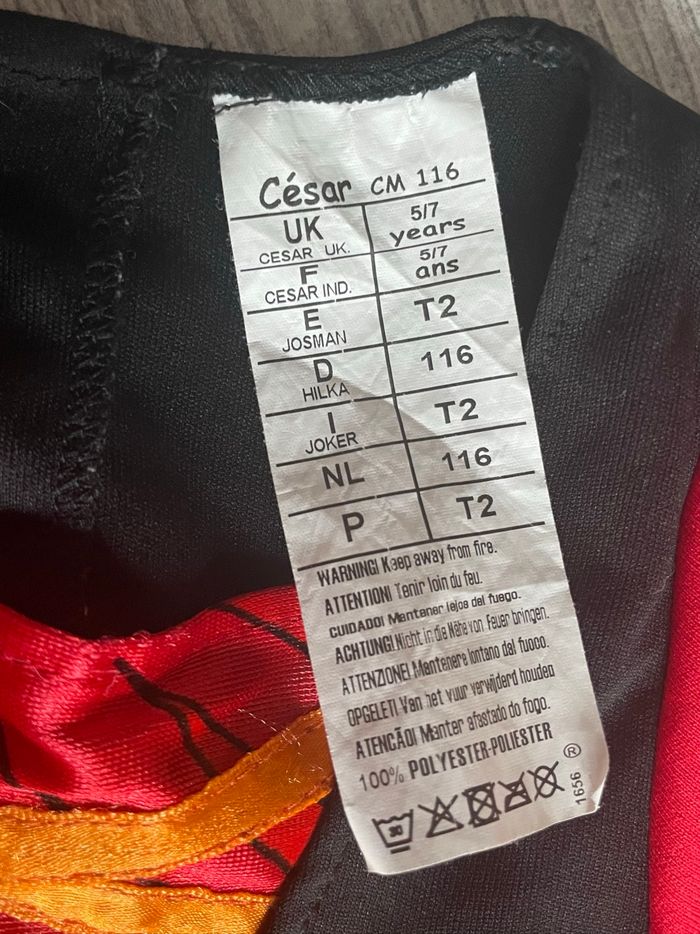 César CM 116
UK 5/7 years
CESAR UK.
F 5/7 ans
CESAR IND.
E T2
JOSMAN
D 116
HILKA
I T2
JOKER
NL 116
P T2
WARNING! Keep away from fire.
ATTENTION! Tenir loin du feu.
CUIDADO! Mantener lejos del fuego.
ACHTUNG! Nicht in die Nähe von Feuer bringen.
ATTENZIONE! Mantenere lontano dal fuoco.
OPGELET! Van het vuur verwijderd houden
ATENCÃO! Manter afastado do fogo.
100% POLYESTER-POLIESTER
30
1656 ®